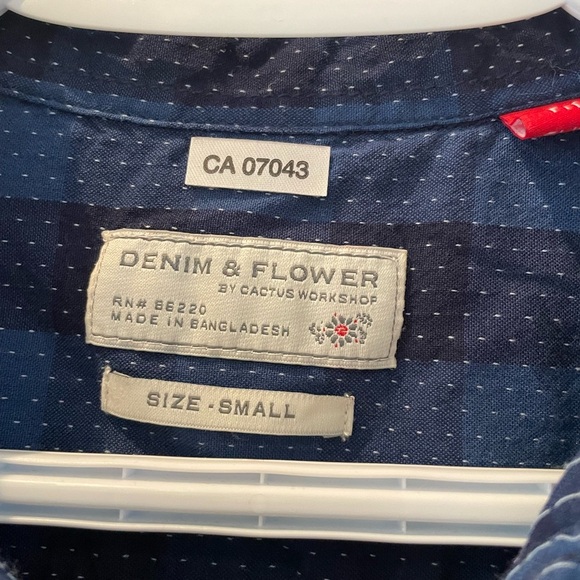 CA 07043
DENIM & FLOWER
BY CACTUS WORKSHOP
RN# 86220
MADE IN BANGLADESH
SIZE - SMALL